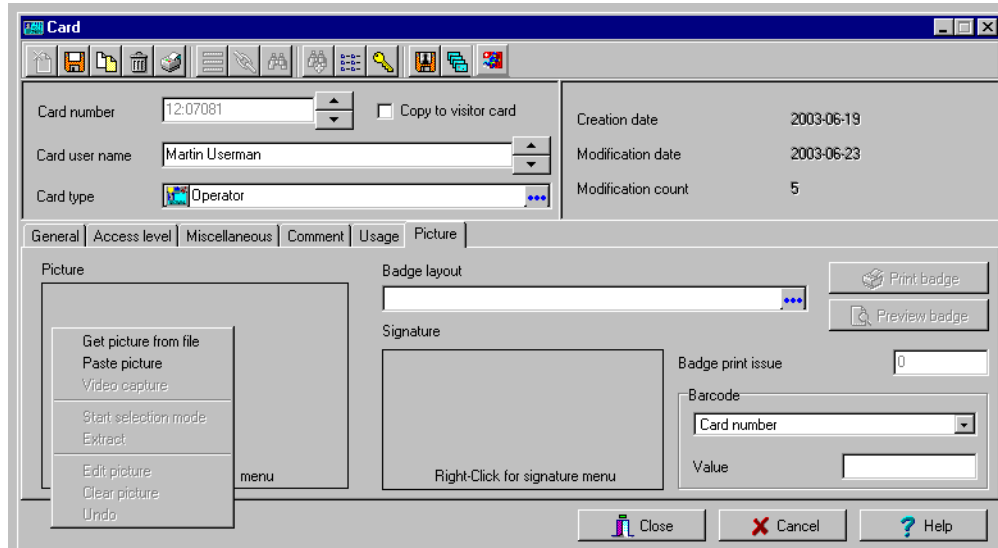 Card
Card number
12:07081
Copy to visitor card
Card user name
Martin Userman
Card type
Operator
Creation date
2003-06-19
Modification date
2003-06-23
Modification count
5
General
Access level
Miscellaneous
Comment
Usage
Picture
Picture
Get picture from file
Paste picture
Video capture
Start selection mode
Extract
Edit picture
Clear picture
Undo
menu
Badge layout
Signature
Right-Click for signature menu
Print badge
Preview badge
Badge print issue
0
Barcode
Card number
Value
Close
Cancel
Help